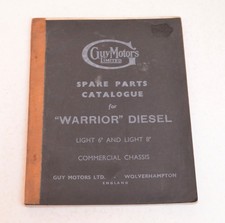 Guy Motors
LIMITED
SPARE PARTS
CATALOGUE
for
"WARRIOR" DIESEL
LIGHT 6 AND LIGHT 8
COMMERCIAL CHASSIS
GUY MOTORS LTD. WOLVERHAMPTON
ENGLAND